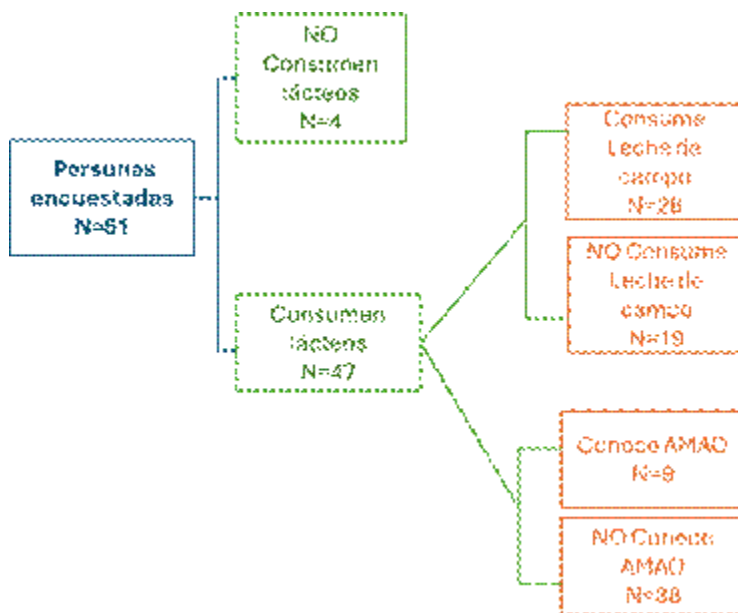 NO
Consumen
lácteos
N=4
Personas
encuestadas
N=51
Consumen
lácteos
N=47
Consume
Leche de
campo
N=28
NO Consume
Leche de
campo
N=19
Conoce AMAO
N=9
NO Conoce
AMAO
N=38